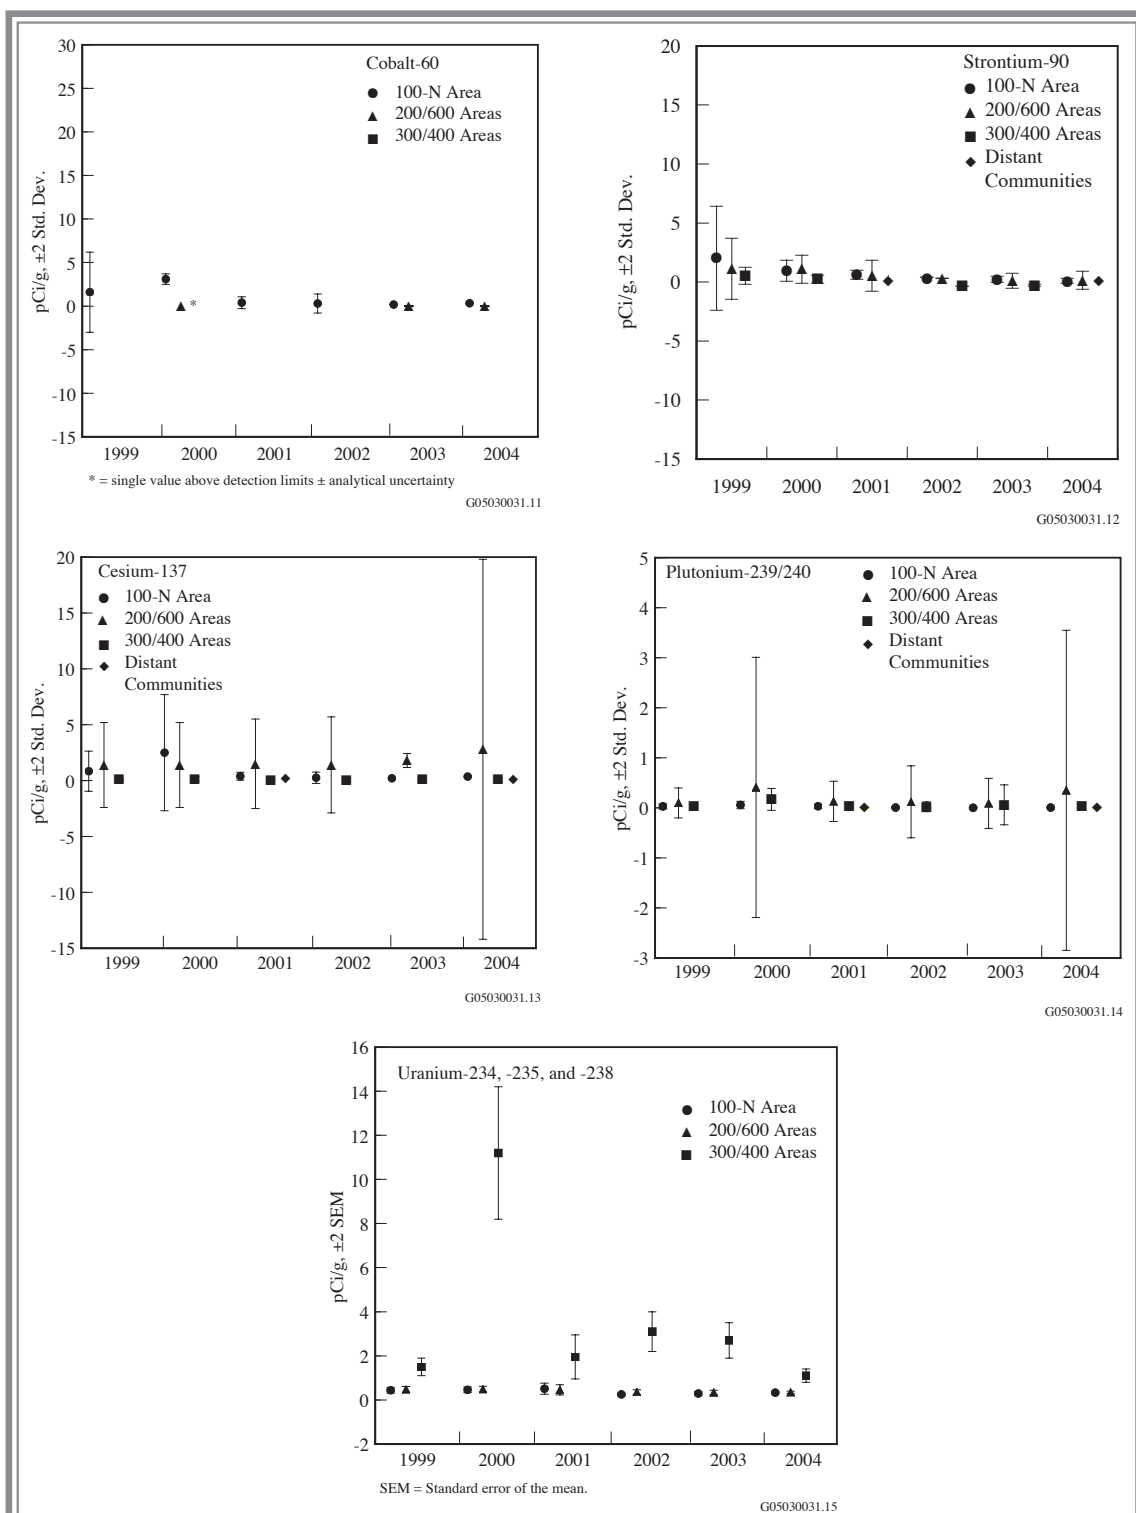 30
25
20
15
10
5
0
-5
-10
-15
pCi/g, ±2 Std. Dev.
Cobalt-60
100-N Area
200/600 Areas
300/400 Areas
*
1999 2000 2001 2002 2003 2004
* = single value above detection limits ± analytical uncertainty
G05030031.11
20
15
10
5
0
-5
-10
-15
pCi/g, ±2 Std. Dev.
Strontium-90
100-N Area
200/600 Areas
300/400 Areas
Distant
Communities
1999 2000 2001 2002 2003 2004
G05030031.12
20
15
10
5
0
-5
-10
-15
pCi/g, ±2 Std. Dev.
Cesium-137
100-N Area
200/600 Areas
300/400 Areas
Distant
Communities
1999 2000 2001 2002 2003 2004
G05030031.13
5
4
3
2
1
0
-1
-2
-3
pCi/g, ±2 Std. Dev.
Plutonium-239/240
100-N Area
200/600 Areas
300/400 Areas
Distant
Communities
1999 2000 2001 2002 2003 2004
G05030031.14
16
14
12
10
8
6
4
2
0
-2
pCi/g, ±2 SEM
Uranium-234, -235, and -238
100-N Area
200/600 Areas
300/400 Areas
1999 2000 2001 2002 2003 2004
SEM = Standard error of the mean.
G05030031.15